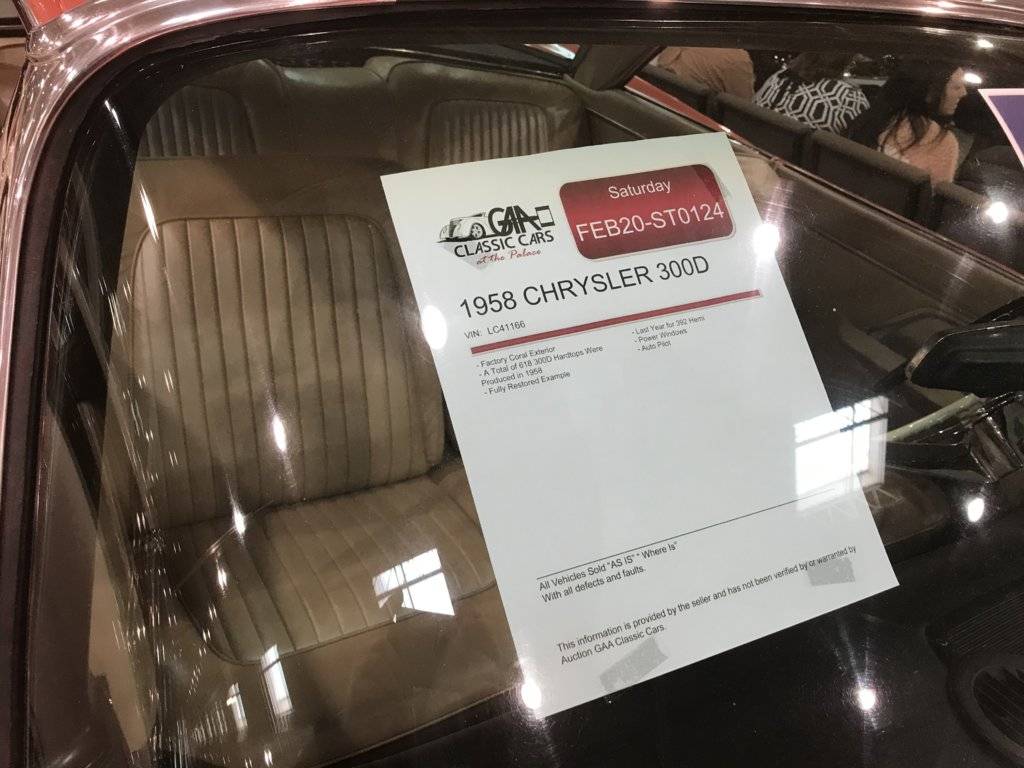 GAA
CLASSIC CARS
at the Palace
Saturday
FEB20-ST0124
1958 CHRYSLER 300D
VIN: LC41166
- Factory Coral Exterior
- A Total of 618 300D Hardtops Were
Produced in 1958
- Fully Restored Example
- Last Year for 392 Hemi
- Power Windows
- Auto Pilot
All Vehicles Sold "AS IS" " Where Is"
With all defects and faults.
This information is provided by the seller and has not been verified by or warranted by
Auction GAA Classic Cars.